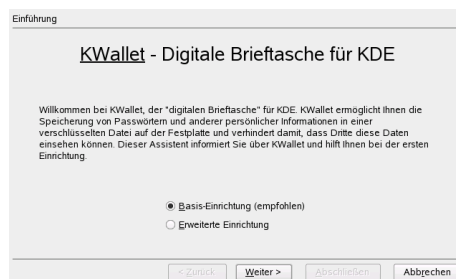 Einführung
KWallet - Digitale Brieftasche für KDE
Willkommen bei KWallet, der "digitalen Brieftasche" für KDE. KWallet ermöglicht Ihnen die
Speicherung von Passwörtern und anderer persönlicher Informationen in einer
verschlüsselten Datei auf der Festplatte und verhindert damit, dass Dritte diese Daten
einsehen können. Dieser Assistent informiert Sie über KWallet und hilft Ihnen bei der ersten
Einrichtung.
Basis-Einrichtung (empfohlen)
Erweiterte Einrichtung
< Zurück Weiter > Abschließen Abbrechen